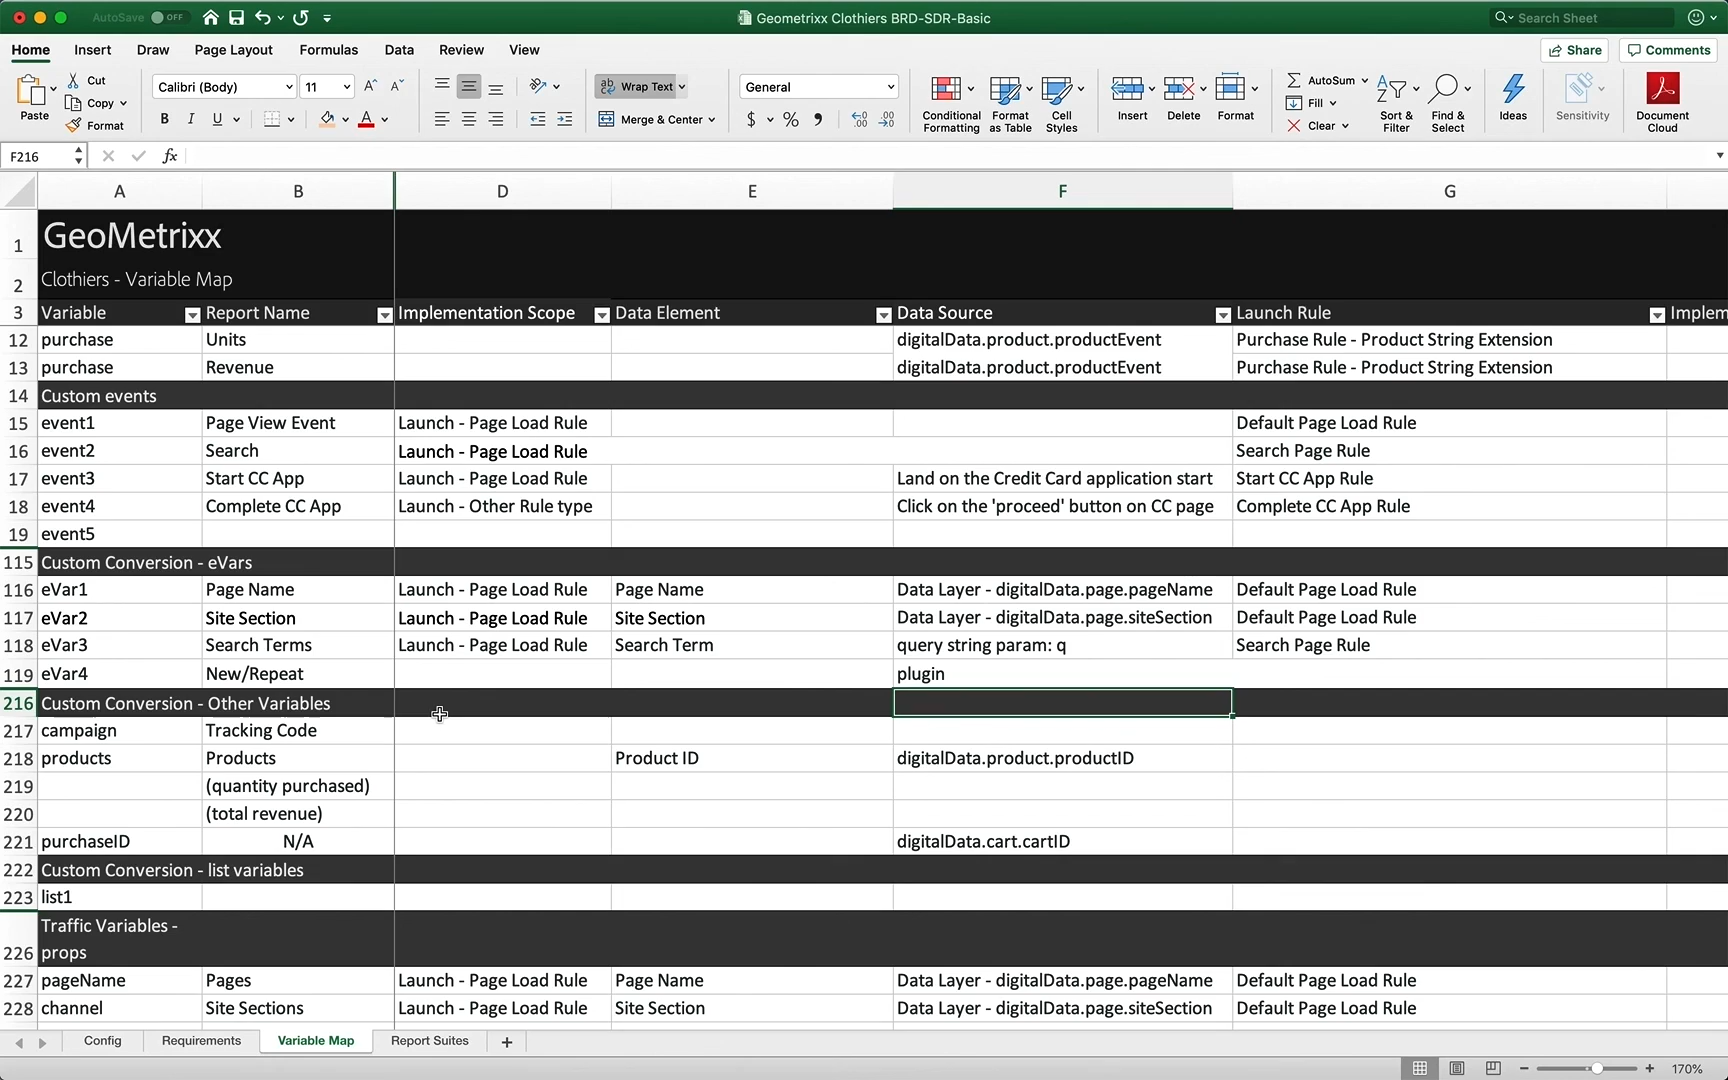 AutoSave OFF
Geometrixx Clothiers BRD-SDR-Basic
Search Sheet
Home Insert Draw Page Layout Formulas Data Review View
Share Comments
Paste
Cut
Copy
Format
Calibri (Body) 11
B I U
Wrap Text
Merge & Center
General
$ %
Conditional Formatting
Format as Table
Cell Styles
Insert
Delete
Format
AutoSum
Fill
Clear
Sort & Filter
Find & Select
Ideas
Sensitivity
Document Cloud
F216 fx
A B D E F G
1 GeoMetrixx
2 Clothiers - Variable Map
3 Variable Report Name Implementation Scope Data Element Data Source Launch Rule Implem
12 purchase Units digitalData.product.productEvent Purchase Rule - Product String Extension
13 purchase Revenue digitalData.product.productEvent Purchase Rule - Product String Extension
14 Custom events
15 event1 Page View Event Launch - Page Load Rule Default Page Load Rule
16 event2 Search Launch - Page Load Rule Search Page Rule
17 event3 Start CC App Launch - Page Load Rule Land on the Credit Card application start Start CC App Rule
18 event4 Complete CC App Launch - Other Rule type Click on the 'proceed' button on CC page Complete CC App Rule
19 event5
115 Custom Conversion - eVars
116 eVar1 Page Name Launch - Page Load Rule Page Name Data Layer - digitalData.page.pageName Default Page Load Rule
117 eVar2 Site Section Launch - Page Load Rule Site Section Data Layer - digitalData.page.siteSection Default Page Load Rule
118 eVar3 Search Terms Launch - Page Load Rule Search Term query string param: q Search Page Rule
119 eVar4 New/Repeat plugin
216 Custom Conversion - Other Variables
217 campaign Tracking Code
218 products Products Product ID digitalData.product.productID
219 (quantity purchased)
220 (total revenue)
221 purchaseID N/A digitalData.cart.cartID
222 Custom Conversion - list variables
223 list1
Traffic Variables -
226 props
227 pageName Pages Launch - Page Load Rule Page Name Data Layer - digitalData.page.pageName Default Page Load Rule
228 channel Site Sections Launch - Page Load Rule Site Section Data Layer - digitalData.page.siteSection Default Page Load Rule
Config Requirements Variable Map Report Suites +
170%